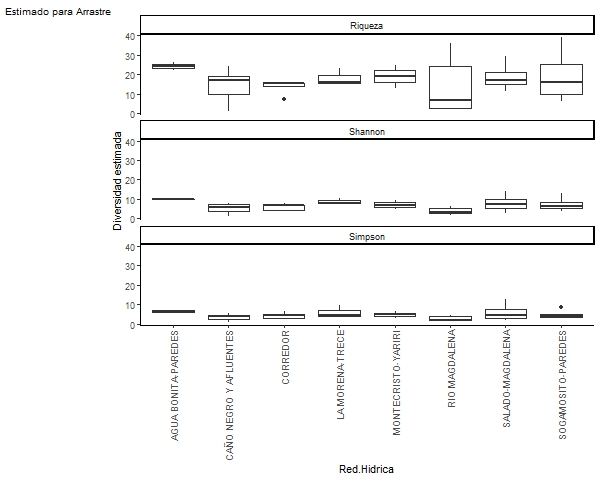 Estimado para Arrastre
Riqueza
40
30
20
10
0
Shannon
40
30
20
10
0
Simpson
40
30
20
10
0
Diversidad estimada
AGUA BONITA-PAREDES
CAÑO NEGRO Y AFLUENTES
CORREDOR
LA MORENA-TRECE
MONTECRISTO-YARIRI
RIO MAGDALENA
SALADO-MAGDALENA
SOGAMOSITO-PAREDES
Red.Hidrica